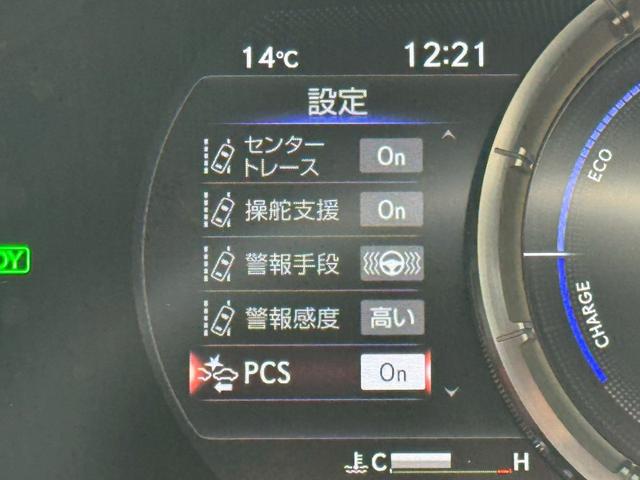 14℃
12:21
設定
センター
トレース
On
操舵支援
On
警報手段
警報感度
高い
PCS
On
ECO
CHARGE
C
H